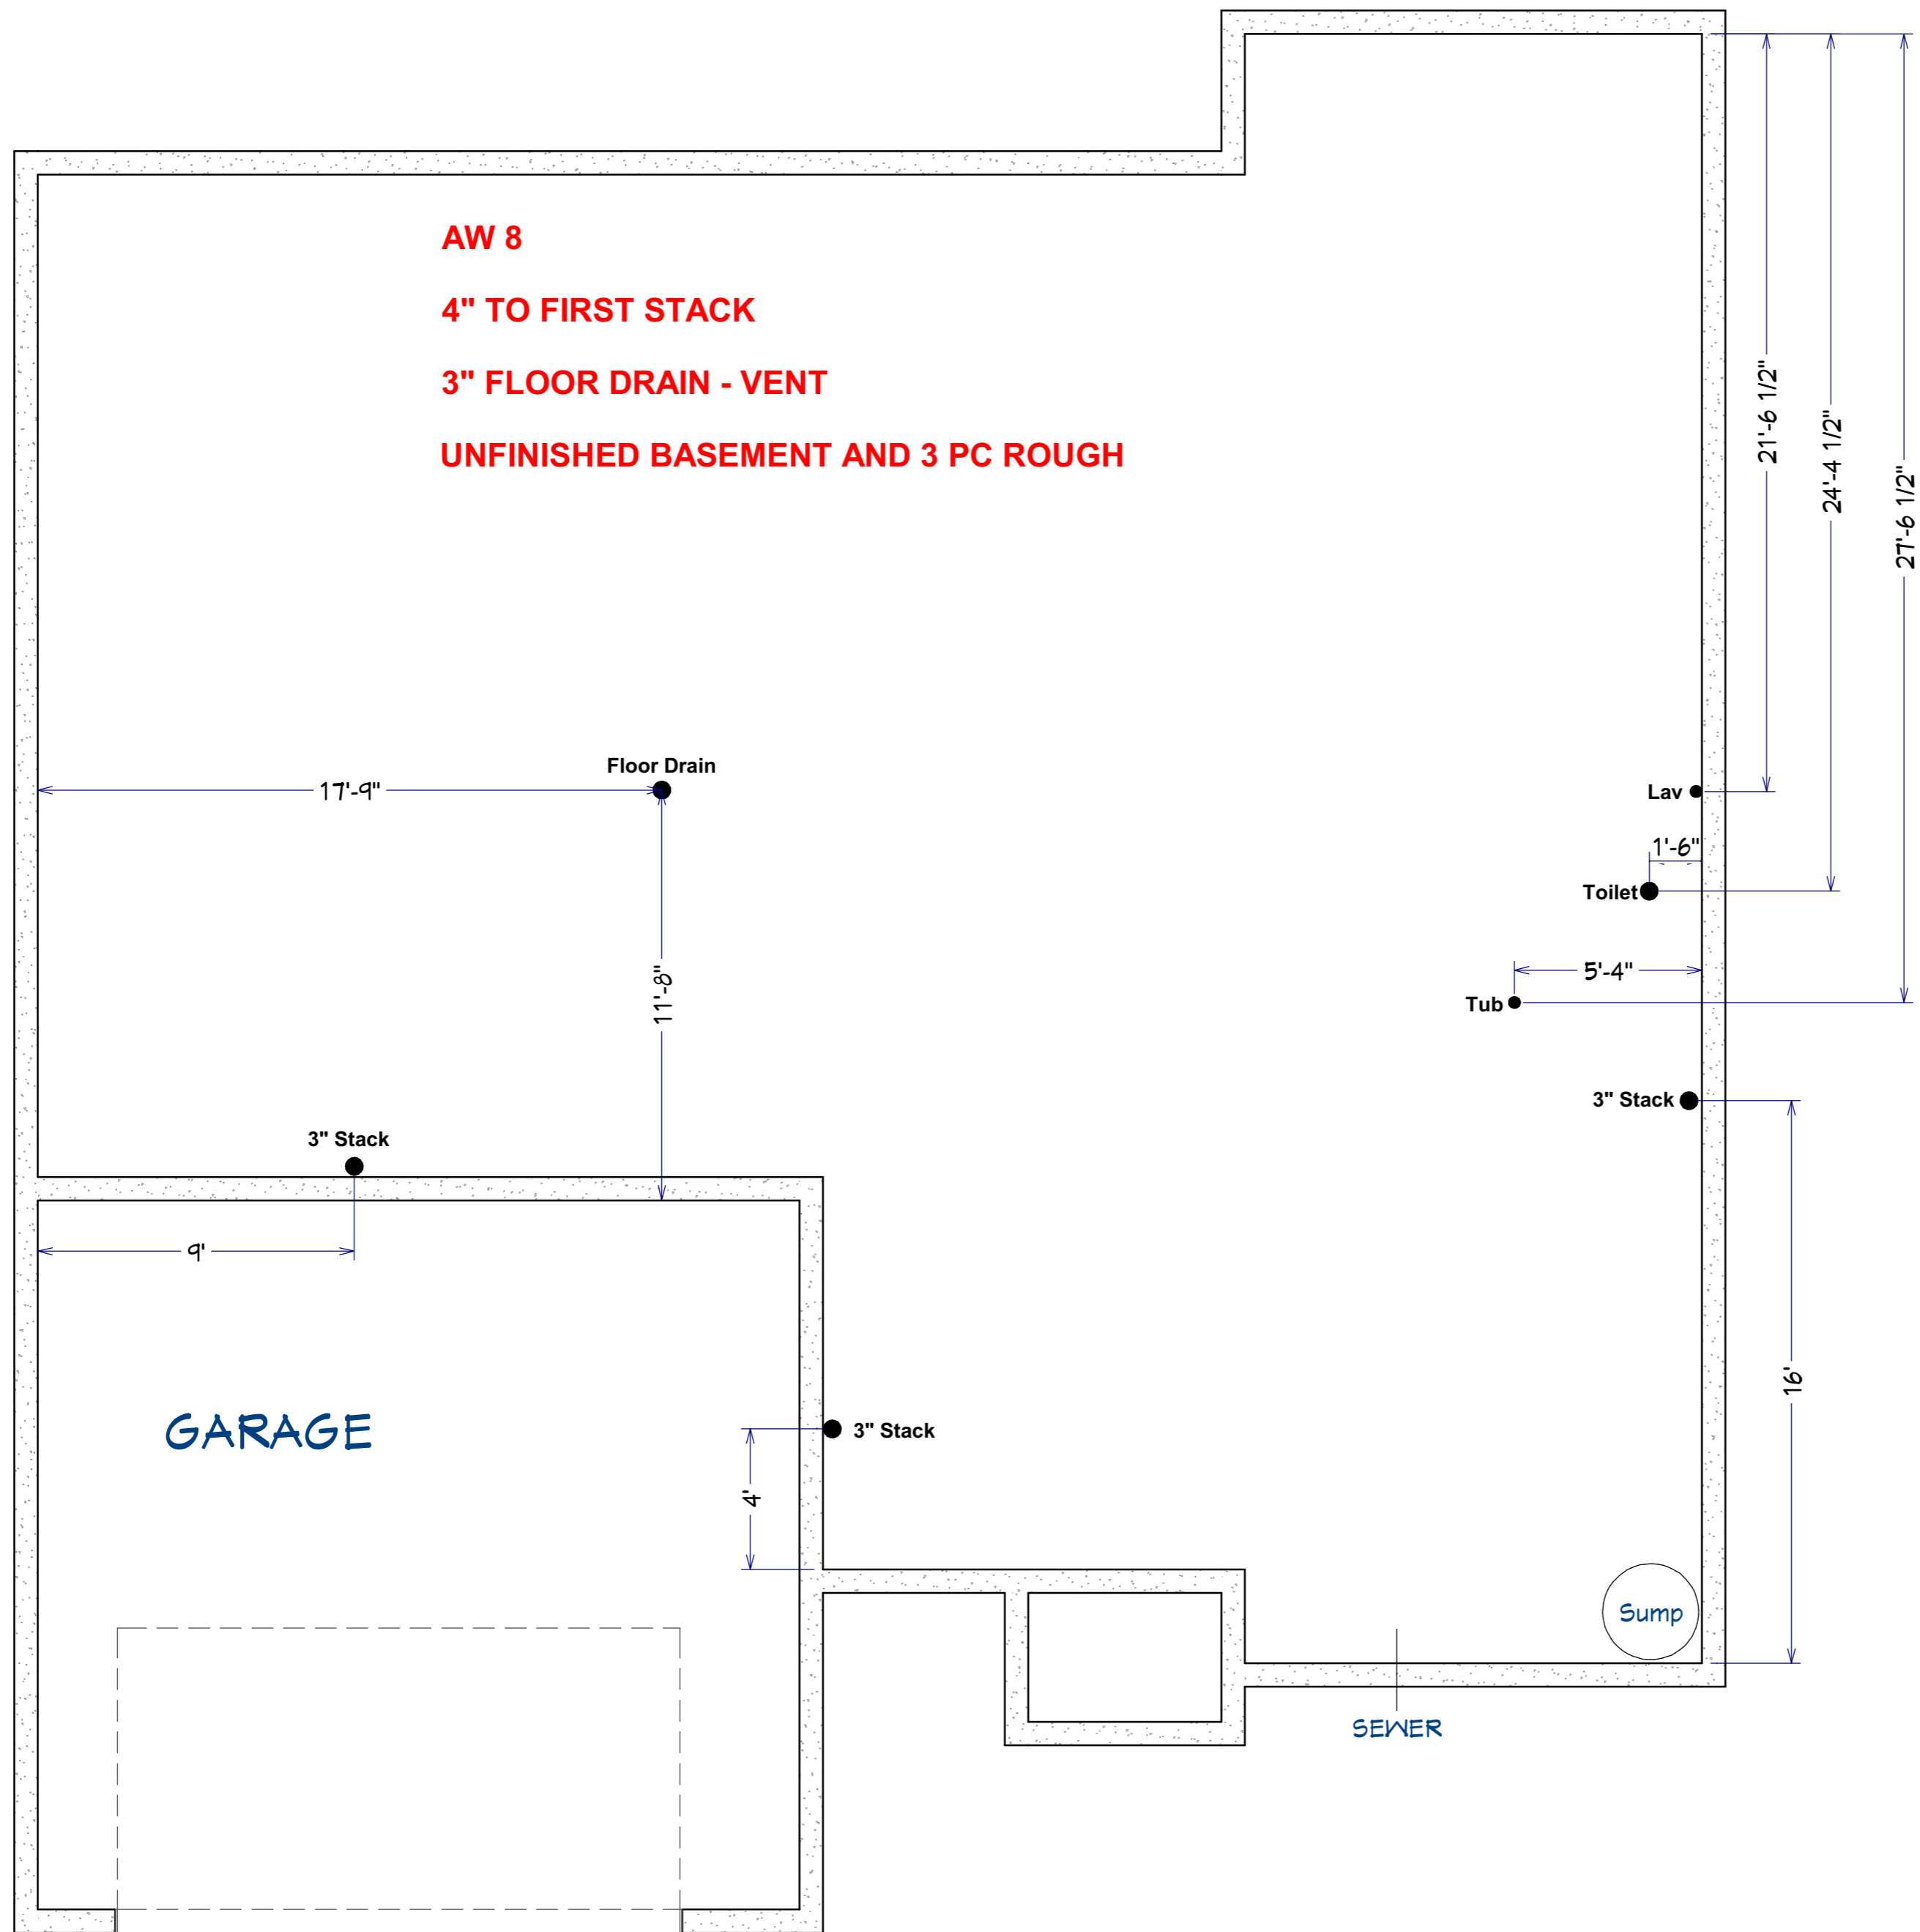 AW 8
4" TO FIRST STACK
3" FLOOR DRAIN - VENT
UNFINISHED BASEMENT AND 3 PC ROUGH
21'-6 1/2"
24'-4 1/2"
27'-6 1/2"
Floor Drain
17'-9"
Lav
1'-6"
Toilet
5'-4"
11'-8"
Tub
3" Stack
3" Stack
9'
16'
GARAGE
3" Stack
4'
Sump
SEWER